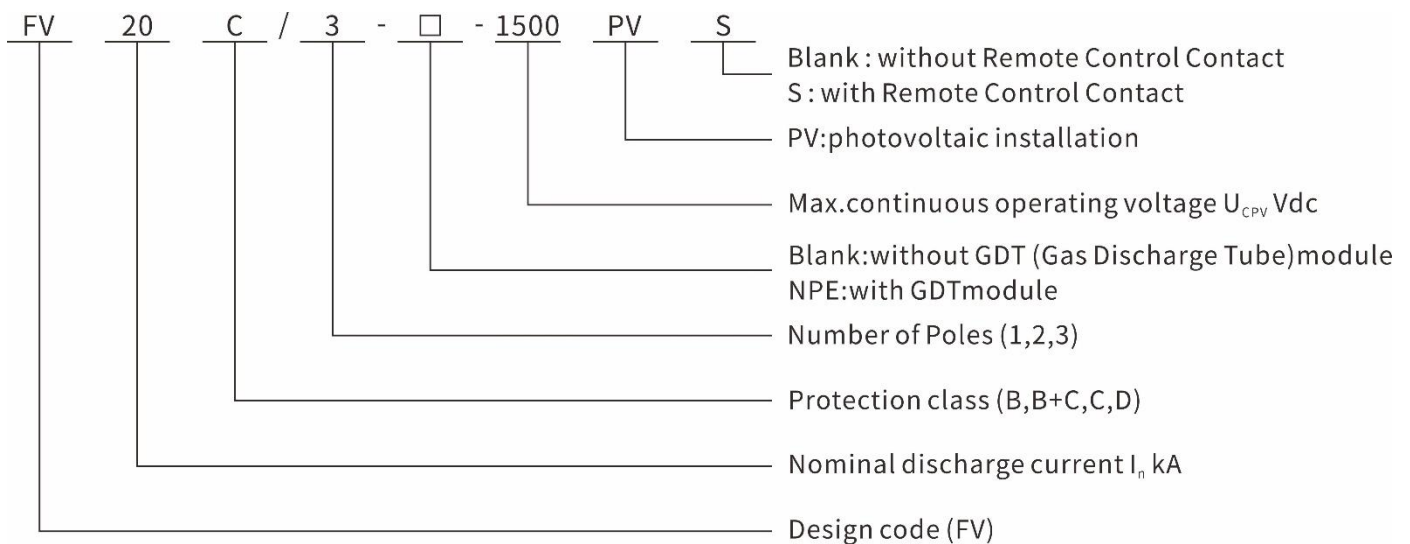 FV 20 C / 3 - □ - 1500 PV S
Blank : without Remote Control Contact
S : with Remote Control Contact
PV:photovoltaic installation
Max.continuous operating voltage UCPV Vdc
Blank:without GDT (Gas Discharge Tube)module
NPE:with GDTmodule
Number of Poles (1,2,3)
Protection class (B,B+C,C,D)
Nominal discharge current In kA
Design code (FV)